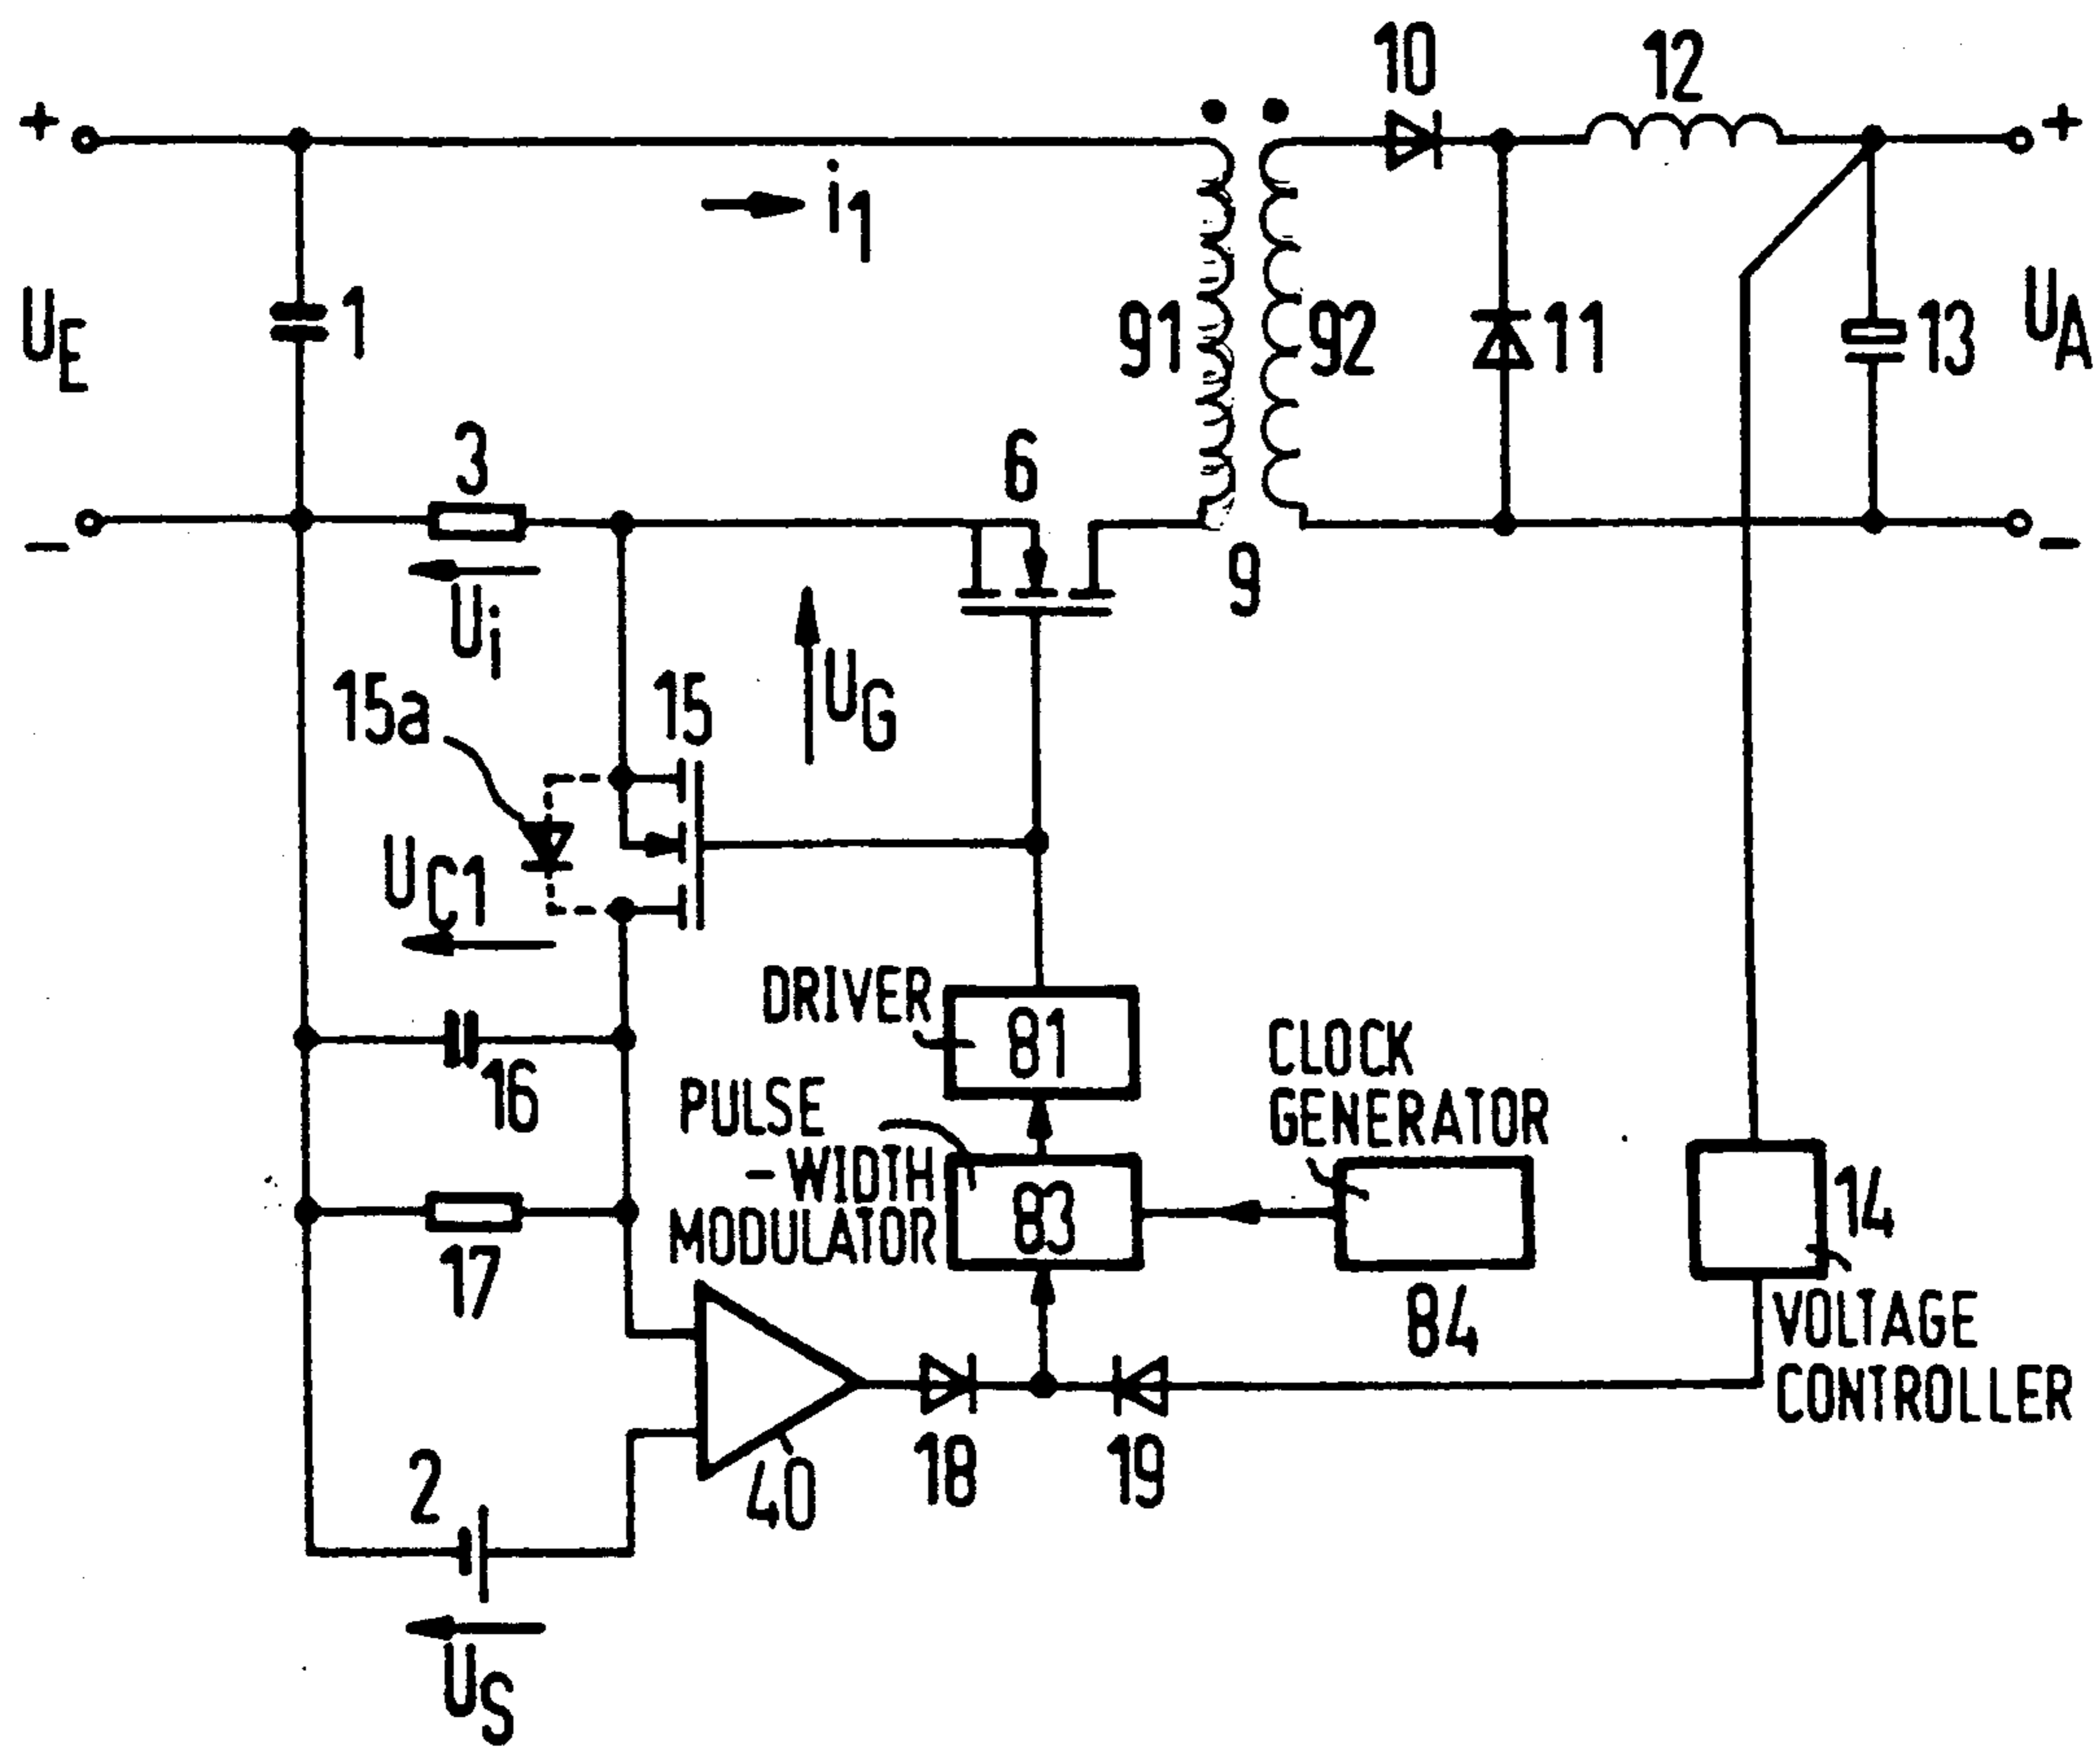 10
12
+
+
i1
UE
1
91
92
11
13
UA
3
6
-
-
Ui
9
15a
15
UG
UC1
DRIVER
81
CLOCK
GENERATOR
16
PULSE
-WIDTH
MODULATOR
83
84
14
17
VOLTAGE
CONTROLLER
40
18
19
2
US